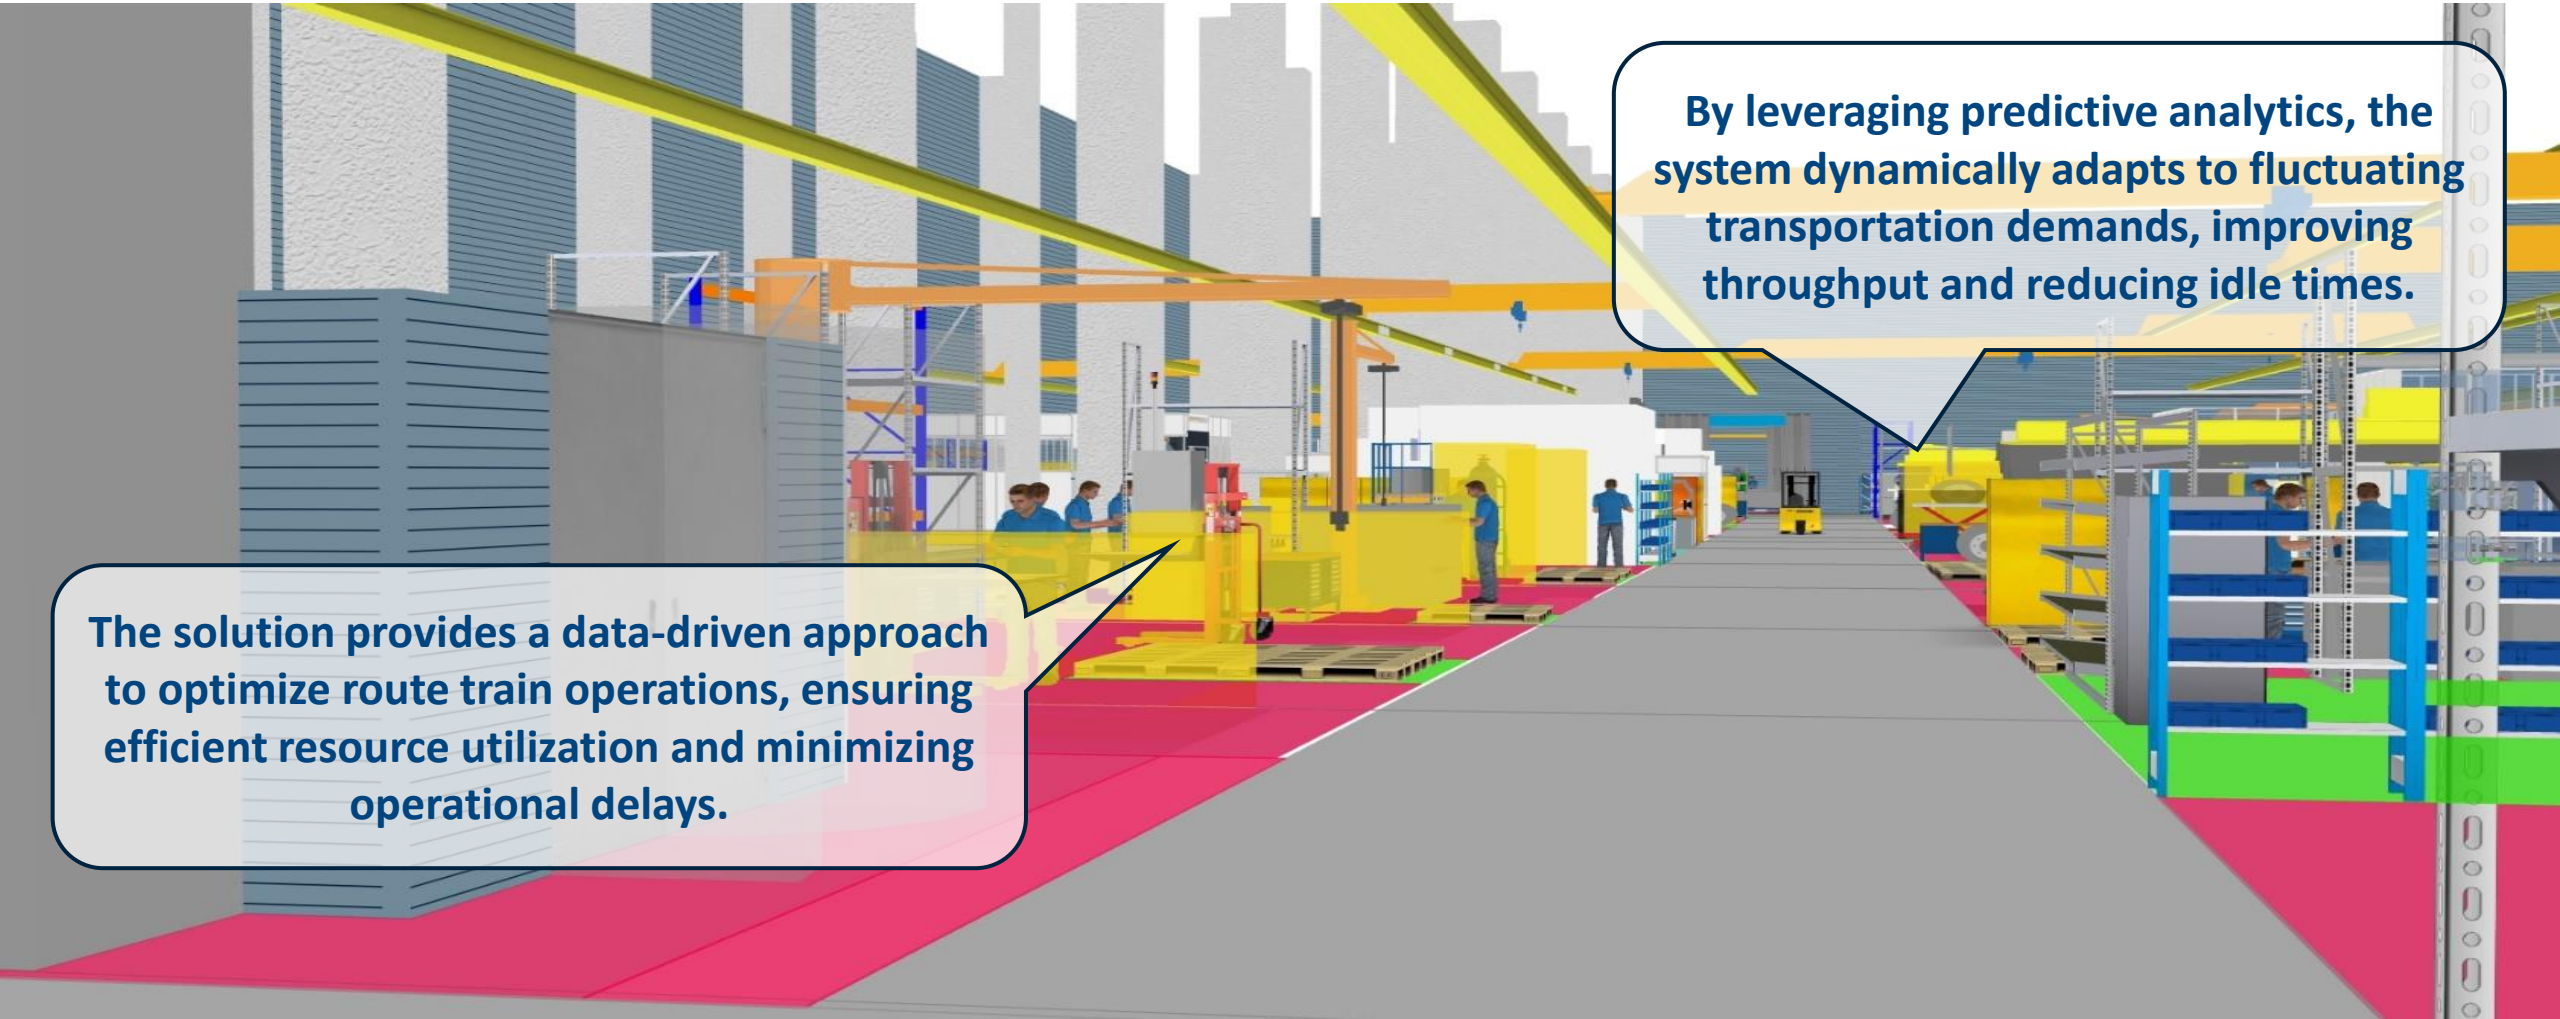 By leveraging predictive analytics, the
system dynamically adapts to fluctuating
transportation demands, improving
throughput and reducing idle times.
The solution provides a data-driven approach
to optimize route train operations, ensuring
efficient resource utilization and minimizing
operational delays.